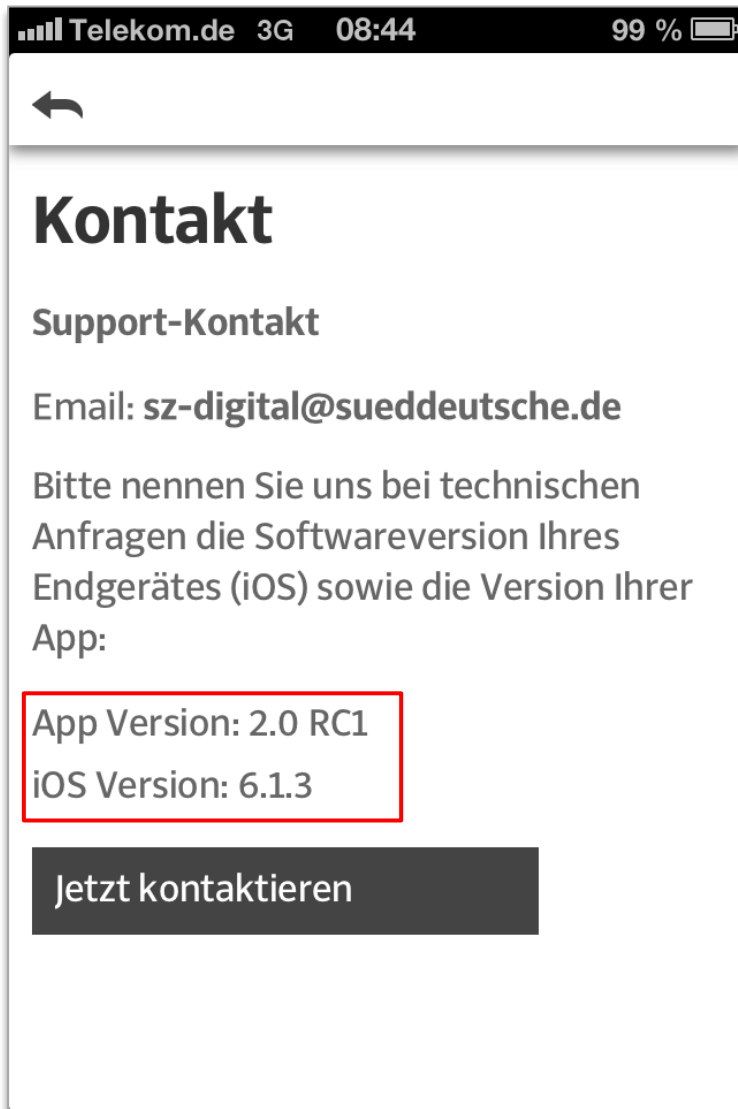 Telekom.de 3G 08:44 99 %
Kontakt
Support-Kontakt
Email: sz-digital@sueddeutsche.de
Bitte nennen Sie uns bei technischen
Anfragen die Softwareversion Ihres
Endgerätes (iOS) sowie die Version Ihrer
App:
App Version: 2.0 RC1
iOS Version: 6.1.3
Jetzt kontaktieren